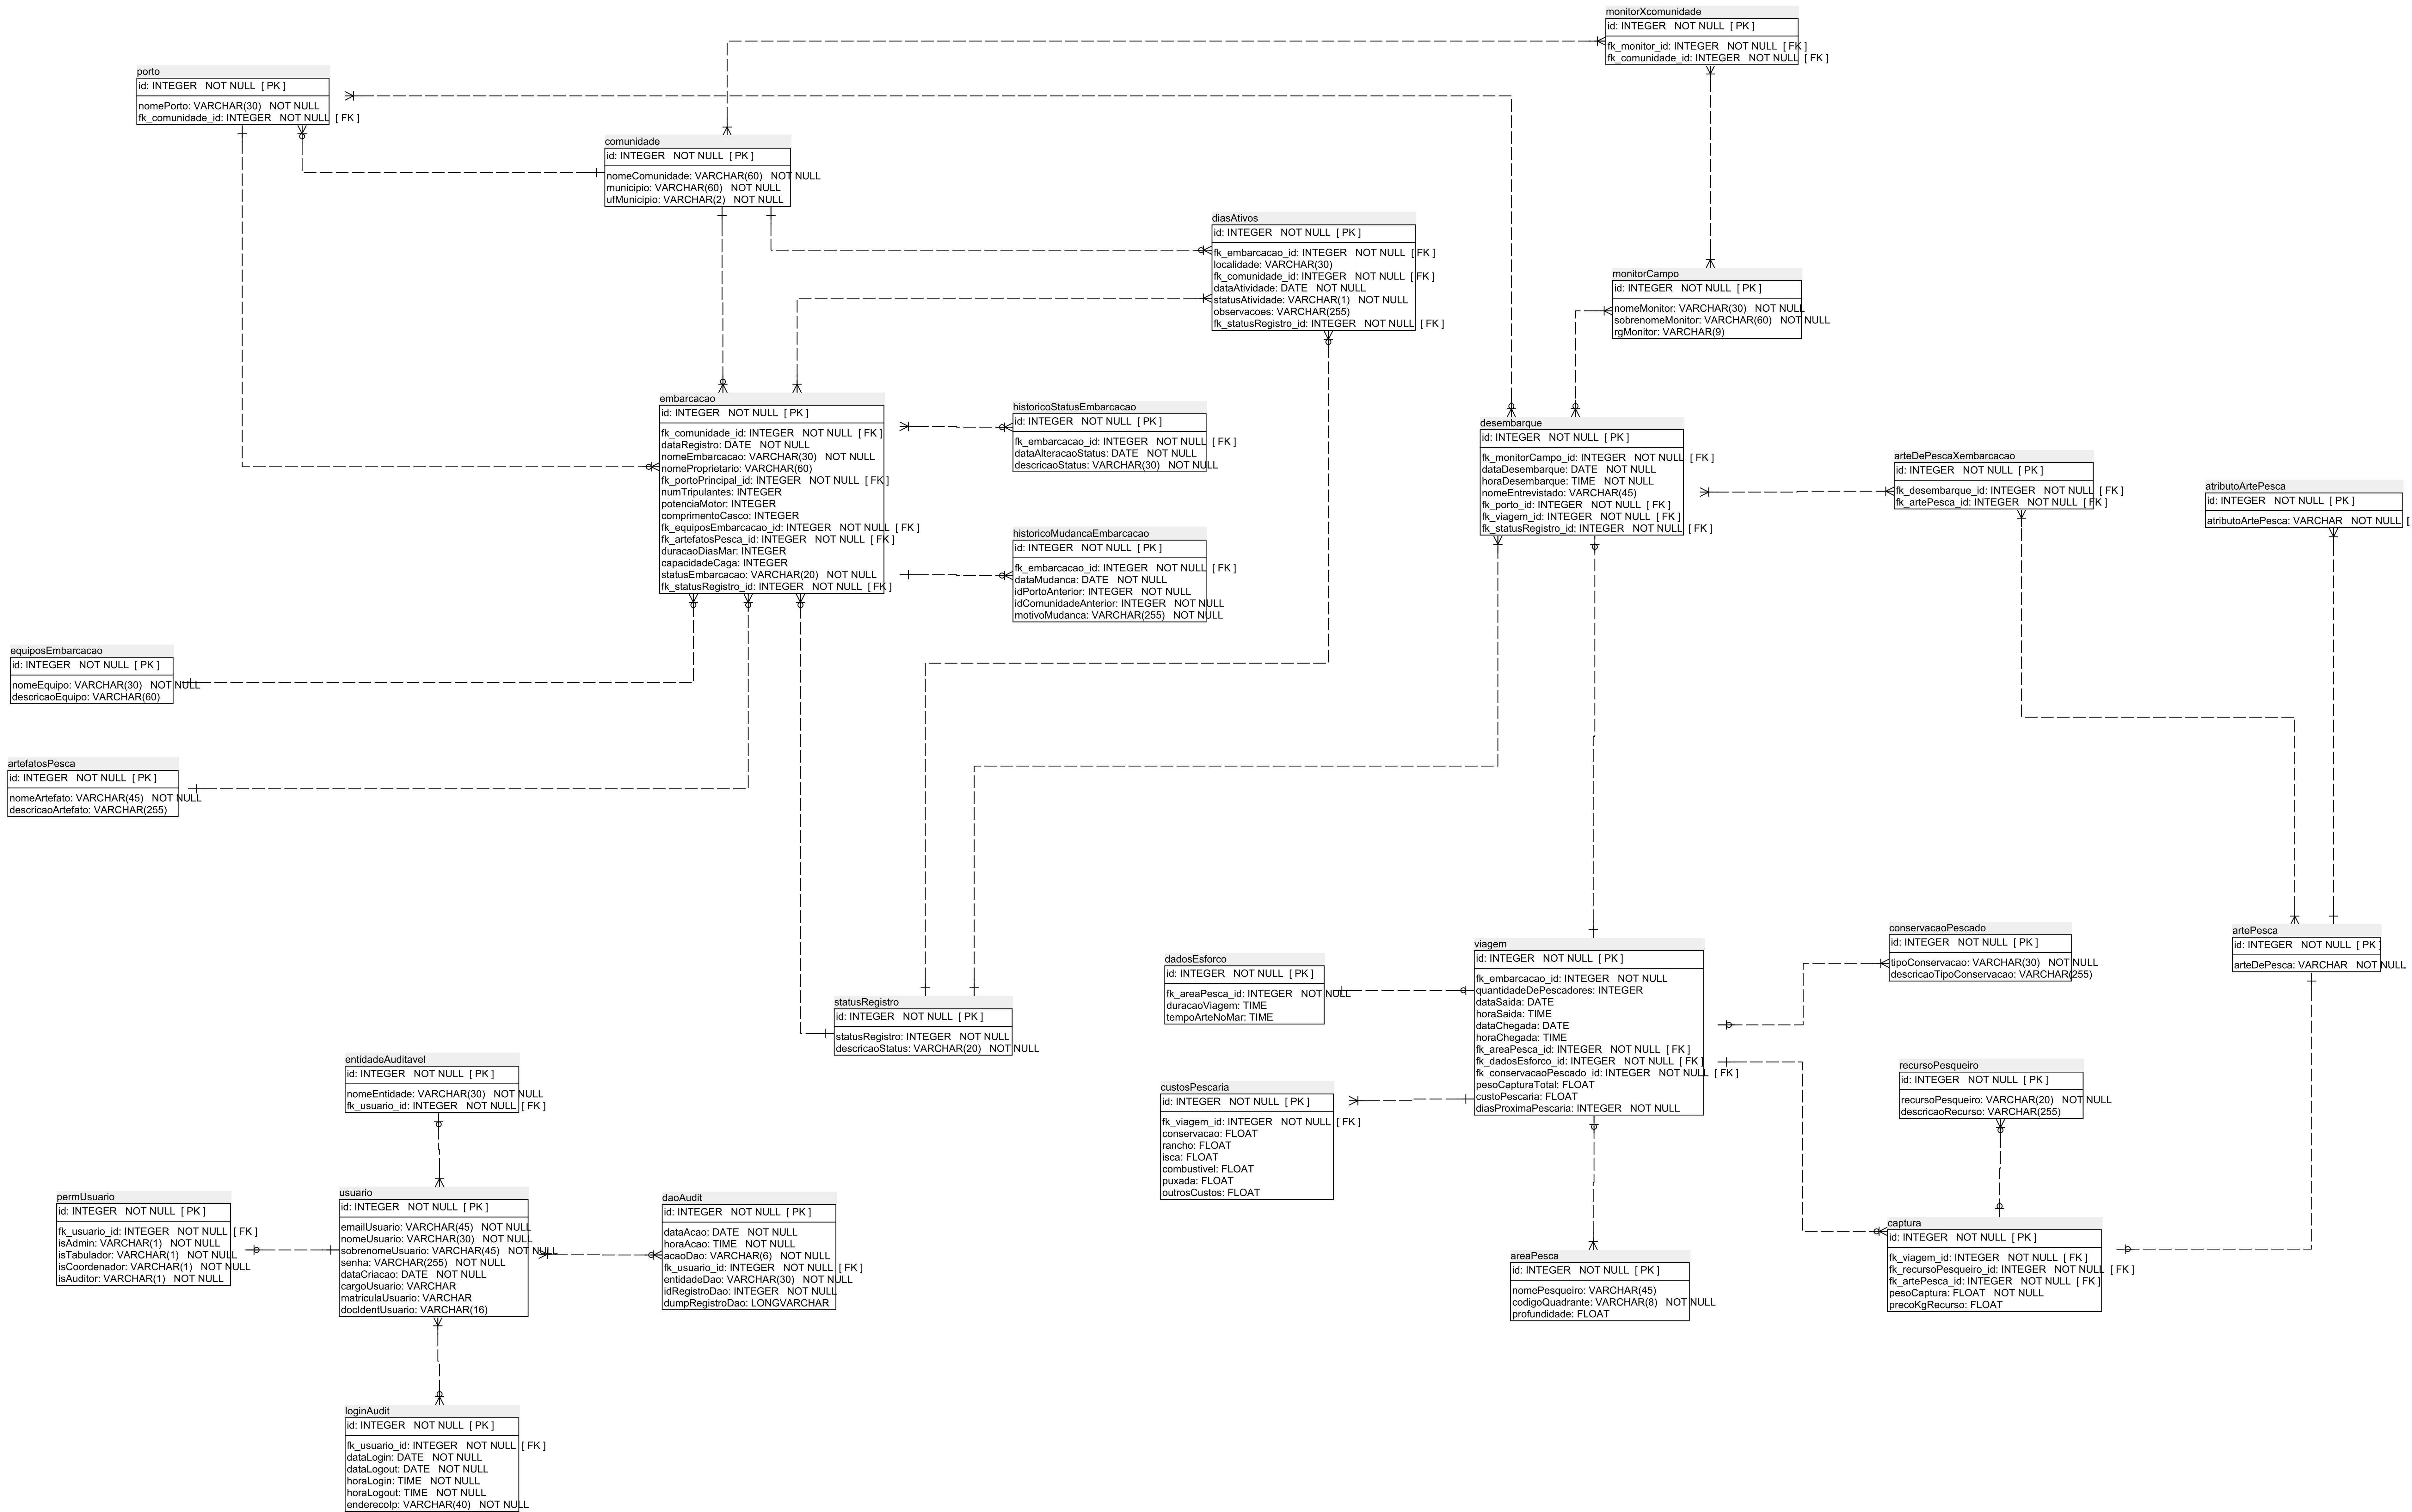 monitorXcomunidade
id: INTEGER   NOT NULL  [ PK ]
fk_monitor_id: INTEGER   NOT NULL  [ FK ]
fk_comunidade_id: INTEGER   NOT NULL  [ FK ]
porto
id: INTEGER   NOT NULL  [ PK ]
nomePorto: VARCHAR(30)   NOT NULL
fk_comunidade_id: INTEGER   NOT NULL  [ FK ]
comunidade
id: INTEGER   NOT NULL  [ PK ]
nomeComunidade: VARCHAR(60)   NOT NULL
municipio: VARCHAR(60)   NOT NULL
ufMunicipio: VARCHAR(2)   NOT NULL
diasAtivos
id: INTEGER   NOT NULL  [ PK ]
fk_embarcacao_id: INTEGER   NOT NULL  [ FK ]
localidade: VARCHAR(30)
fk_comunidade_id: INTEGER   NOT NULL  [ FK ]
dataAtividade: DATE   NOT NULL
statusAtividade: VARCHAR(1)   NOT NULL
observacoes: VARCHAR(255)
fk_statusRegistro_id: INTEGER   NOT NULL  [ FK ]
monitorCampo
id: INTEGER   NOT NULL  [ PK ]
nomeMonitor: VARCHAR(30)   NOT NULL
sobrenomeMonitor: VARCHAR(60)   NOT NULL
rgMonitor: VARCHAR(9)
embarcacao
id: INTEGER   NOT NULL  [ PK ]
fk_comunidade_id: INTEGER   NOT NULL  [ FK ]
dataRegistro: DATE   NOT NULL
nomeEmbarcacao: VARCHAR(30)   NOT NULL
nomeProprietario: VARCHAR(60)
fk_portoPrincipal_id: INTEGER   NOT NULL  [ FK ]
numTripulantes: INTEGER
potenciaMotor: INTEGER
comprimentoCasco: INTEGER
fk_equiposEmbarcacao_id: INTEGER   NOT NULL  [ FK ]
fk_artefatosPesca_id: INTEGER   NOT NULL  [ FK ]
duracaoDiasMar: INTEGER
capacidadeCaga: INTEGER
statusEmbarcacao: VARCHAR(20)   NOT NULL
fk_statusRegistro_id: INTEGER   NOT NULL  [ FK ]
historicoStatusEmbarcacao
id: INTEGER   NOT NULL  [ PK ]
fk_embarcacao_id: INTEGER   NOT NULL  [ FK ]
dataAlteracaoStatus: DATE   NOT NULL
descricaoStatus: VARCHAR(30)   NOT NULL
historicoMudancaEmbarcacao
id: INTEGER   NOT NULL  [ PK ]
fk_embarcacao_id: INTEGER   NOT NULL  [ FK ]
dataMudanca: DATE   NOT NULL
idPortoAnterior: INTEGER   NOT NULL
idComunidadeAnterior: INTEGER   NOT NULL
motivoMudanca: VARCHAR(255)   NOT NULL
desembarque
id: INTEGER   NOT NULL  [ PK ]
fk_monitorCampo_id: INTEGER   NOT NULL  [ FK ]
dataDesembarque: DATE   NOT NULL
horaDesembarque: TIME   NOT NULL
nomeEntrevistado: VARCHAR(45)
fk_porto_id: INTEGER   NOT NULL  [ FK ]
fk_viagem_id: INTEGER   NOT NULL  [ FK ]
fk_statusRegistro_id: INTEGER   NOT NULL  [ FK ]
arteDePescaXembarcacao
id: INTEGER   NOT NULL  [ PK ]
fk_desembarque_id: INTEGER   NOT NULL  [ FK ]
fk_artePesca_id: INTEGER   NOT NULL  [ FK ]
atributoArtePesca
id: INTEGER   NOT NULL  [ PK ]
atributoArtePesca: VARCHAR   NOT NULL  [
equiposEmbarcacao
id: INTEGER   NOT NULL  [ PK ]
nomeEquipo: VARCHAR(30)   NOT NULL
descricaoEquipo: VARCHAR(60)
artefatosPesca
id: INTEGER   NOT NULL  [ PK ]
nomeArtefato: VARCHAR(45)   NOT NULL
descricaoArtefato: VARCHAR(255)
statusRegistro
id: INTEGER   NOT NULL  [ PK ]
statusRegistro: INTEGER   NOT NULL
descricaoStatus: VARCHAR(20)   NOT NULL
dadosEsforco
id: INTEGER   NOT NULL  [ PK ]
fk_areaPesca_id: INTEGER   NOT NULL
duracaoViagem: TIME
tempoArteNoMar: TIME
viagem
id: INTEGER   NOT NULL  [ PK ]
fk_embarcacao_id: INTEGER   NOT NULL
quantidadeDePescadores: INTEGER
dataSaida: DATE
horaSaida: TIME
dataChegada: DATE
horaChegada: TIME
fk_areaPesca_id: INTEGER   NOT NULL  [ FK ]
fk_dadosEsforco_id: INTEGER   NOT NULL  [ FK ]
fk_conservacaoPescado_id: INTEGER   NOT NULL  [ FK ]
pesoCapturaTotal: FLOAT
custoPescaria: FLOAT
diasProximaPescaria: INTEGER   NOT NULL
conservacaoPescado
id: INTEGER   NOT NULL  [ PK ]
tipoConservacao: VARCHAR(30)   NOT NULL
descricaoTipoConservacao: VARCHAR(255)
artePesca
id: INTEGER   NOT NULL  [ PK ]
arteDePesca: VARCHAR   NOT NULL
custosPescaria
id: INTEGER   NOT NULL  [ PK ]
fk_viagem_id: INTEGER   NOT NULL  [ FK ]
conservacao: FLOAT
rancho: FLOAT
isca: FLOAT
combustivel: FLOAT
puxada: FLOAT
outrosCustos: FLOAT
recursoPesqueiro
id: INTEGER   NOT NULL  [ PK ]
recursoPesqueiro: VARCHAR(20)   NOT NULL
descricaoRecurso: VARCHAR(255)
entidadeAuditavel
id: INTEGER   NOT NULL  [ PK ]
nomeEntidade: VARCHAR(30)   NOT NULL
fk_usuario_id: INTEGER   NOT NULL  [ FK ]
permUsuario
id: INTEGER   NOT NULL  [ PK ]
fk_usuario_id: INTEGER   NOT NULL  [ FK ]
isAdmin: VARCHAR(1)   NOT NULL
isTabulador: VARCHAR(1)   NOT NULL
isCoordenador: VARCHAR(1)   NOT NULL
isAuditor: VARCHAR(1)   NOT NULL
usuario
id: INTEGER   NOT NULL  [ PK ]
emailUsuario: VARCHAR(45)   NOT NULL
nomeUsuario: VARCHAR(30)   NOT NULL
sobrenomeUsuario: VARCHAR(45)   NOT NULL
senha: VARCHAR(255)   NOT NULL
dataCriacao: DATE   NOT NULL
cargoUsuario: VARCHAR
matriculaUsuario: VARCHAR
docIdentUsuario: VARCHAR(16)
daoAudit
id: INTEGER   NOT NULL  [ PK ]
dataAcao: DATE   NOT NULL
horaAcao: TIME   NOT NULL
acaoDao: VARCHAR(6)   NOT NULL
fk_usuario_id: INTEGER   NOT NULL  [ FK ]
entidadeDao: VARCHAR(30)   NOT NULL
idRegistroDao: INTEGER   NOT NULL
dumpRegistroDao: LONGVARCHAR
areaPesca
id: INTEGER   NOT NULL  [ PK ]
nomePesqueiro: VARCHAR(45)
codigoQuadrante: VARCHAR(8)   NOT NULL
profundidade: FLOAT
captura
id: INTEGER   NOT NULL  [ PK ]
fk_viagem_id: INTEGER   NOT NULL  [ FK ]
fk_recursoPesqueiro_id: INTEGER   NOT NULL  [ FK ]
fk_artePesca_id: INTEGER   NOT NULL  [ FK ]
pesoCaptura: FLOAT   NOT NULL
precoKgRecurso: FLOAT
loginAudit
id: INTEGER   NOT NULL  [ PK ]
fk_usuario_id: INTEGER   NOT NULL  [ FK ]
dataLogin: DATE   NOT NULL
dataLogout: DATE   NOT NULL
horaLogin: TIME   NOT NULL
horaLogout: TIME   NOT NULL
enderecoIp: VARCHAR(40)   NOT NULL